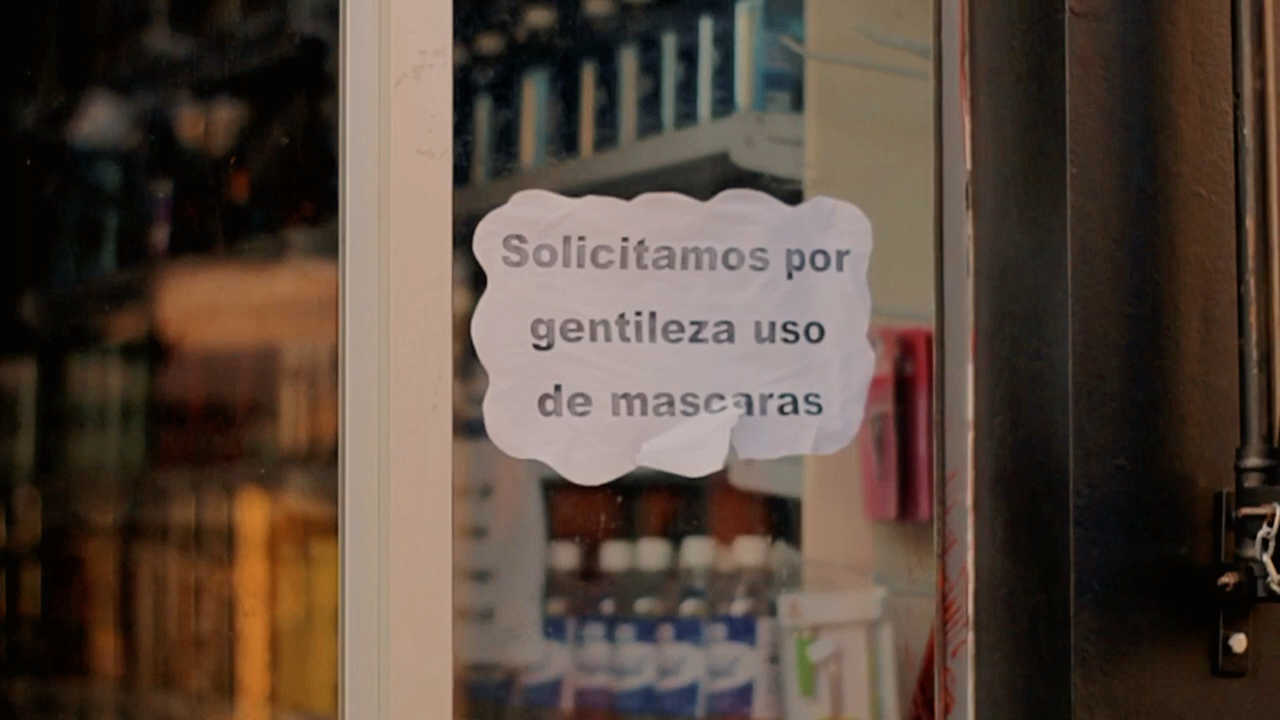 Solicitamos por
gentileza uso
de mascaras